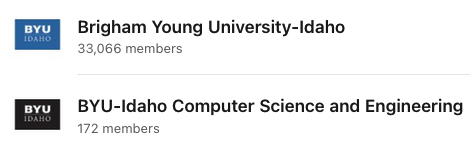 BYU
IDAHO
Brigham Young University-Idaho
33,066 members
BYU
IDAHO
BYU-Idaho Computer Science and Engineering
172 members